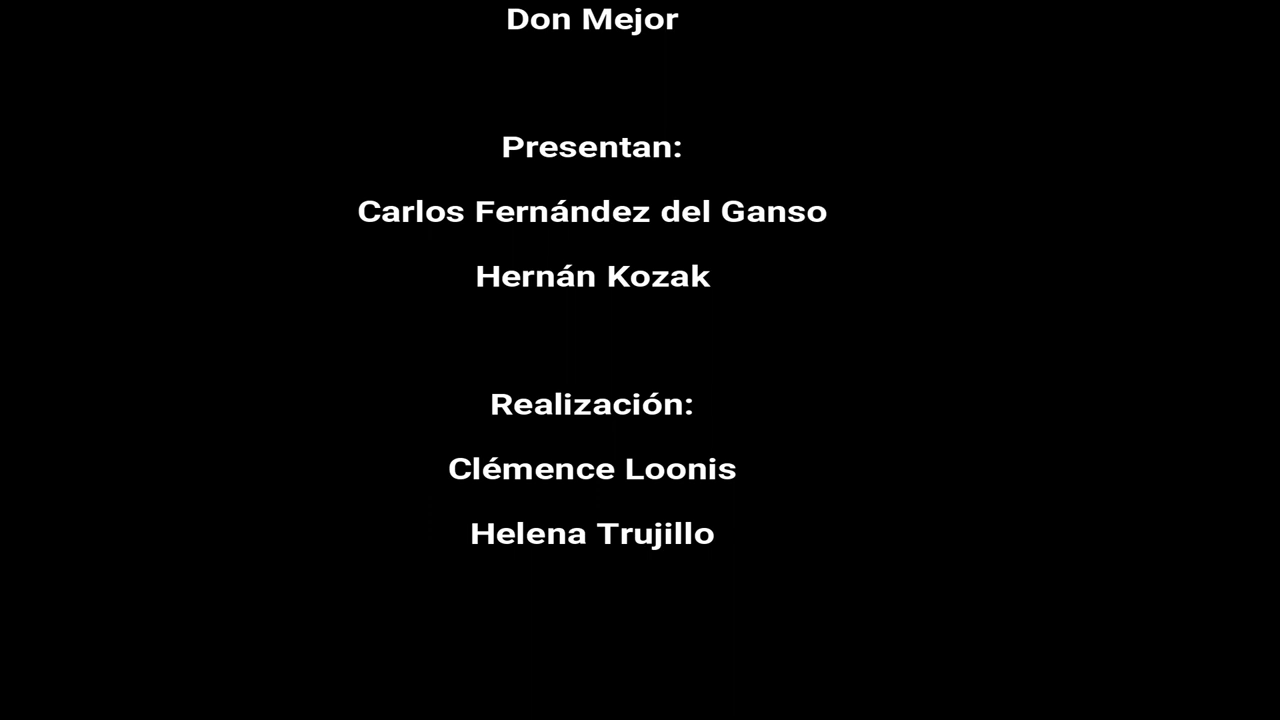 Don Mejor
Presentan:
Carlos Fernández del Ganso
Hernán Kozak
Realización:
Clémence Loonis
Helena Trujillo